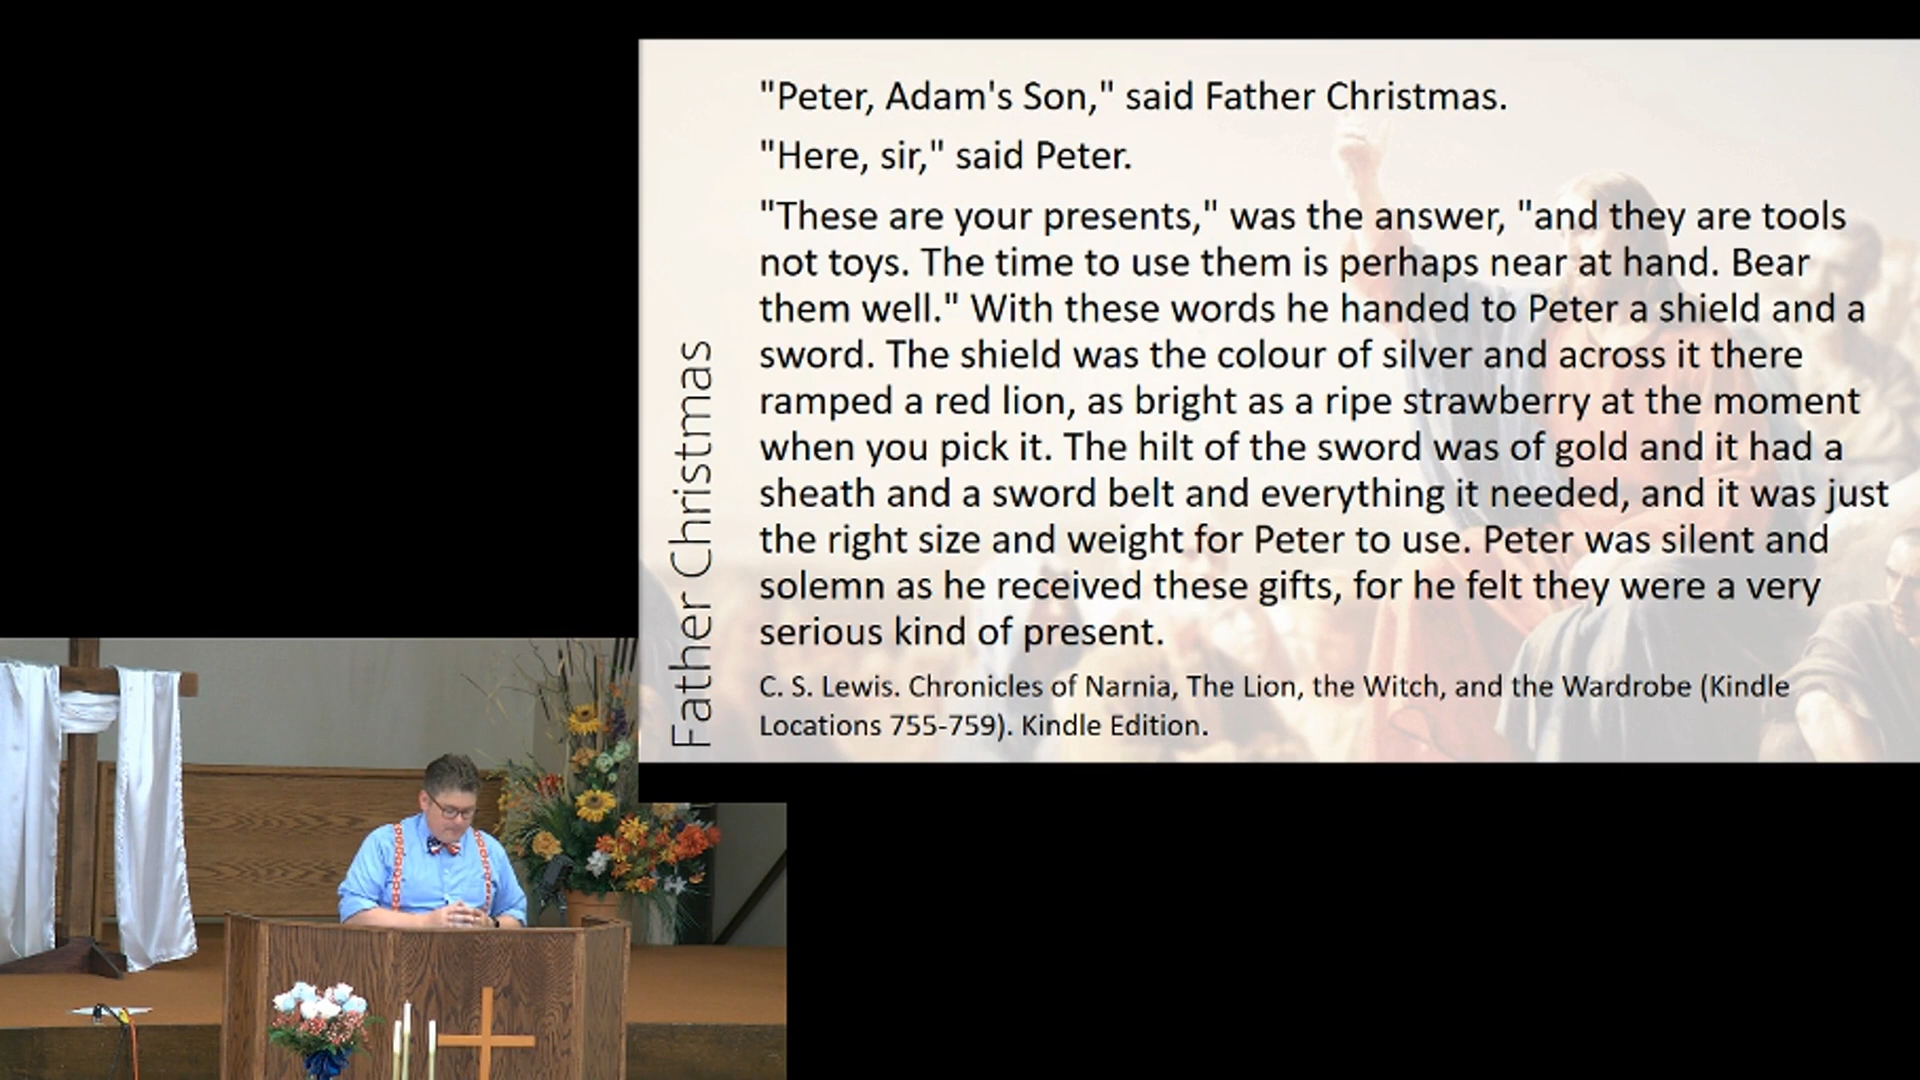 "Peter, Adam's Son," said Father Christmas.
"Here, sir," said Peter.
"These are your presents," was the answer, "and they are tools
not toys. The time to use them is perhaps near at hand. Bear
them well." With these words he handed to Peter a shield and a
sword. The shield was the colour of silver and across it there
ramped a red lion, as bright as a ripe strawberry at the moment
when you pick it. The hilt of the sword was of gold and it had a
sheath and a sword belt and everything it needed, and it was just
the right size and weight for Peter to use. Peter was silent and
solemn as he received these gifts, for he felt they were a very
serious kind of present.
C. S. Lewis. Chronicles of Narnia, The Lion, the Witch, and the Wardrobe (Kindle
Locations 755-759). Kindle Edition.
Father Christmas